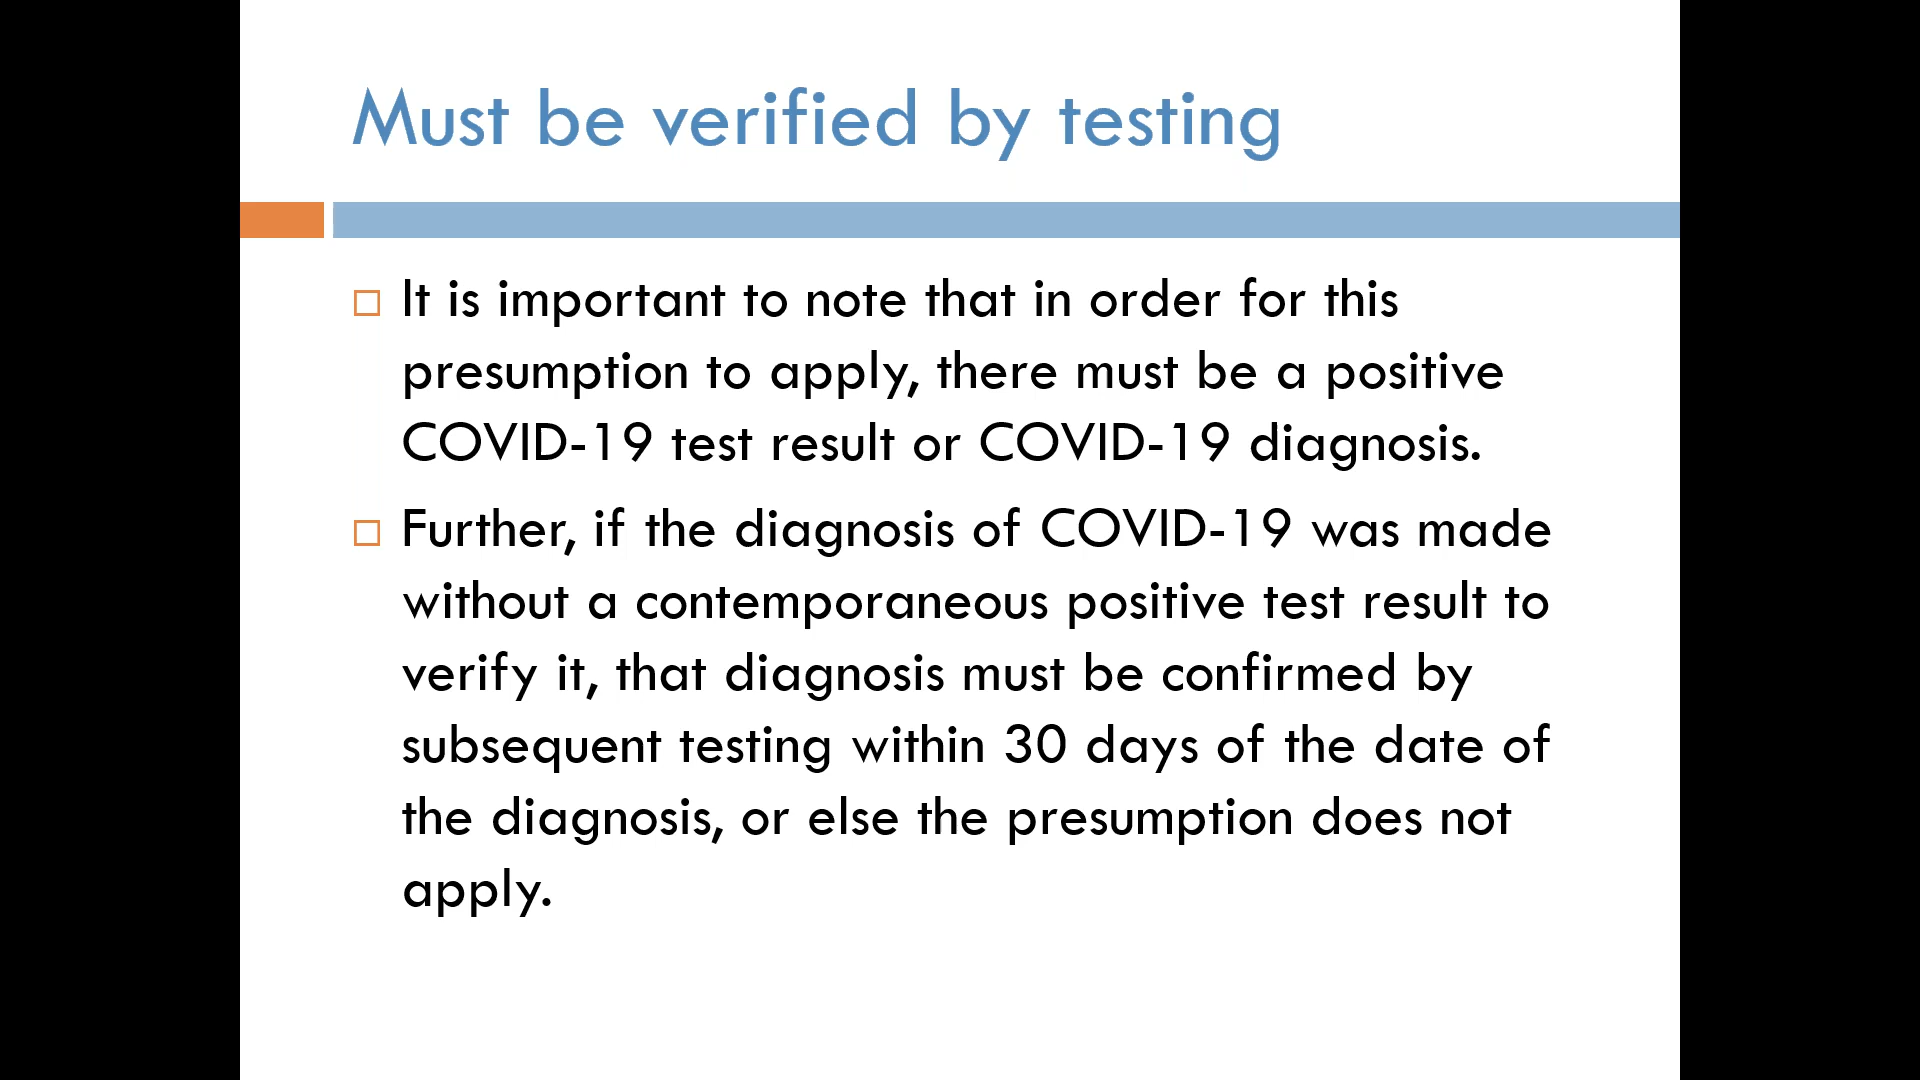 Must be verified by testing
It is important to note that in order for this
presumption to apply, there must be a positive
COVID-19 test result or COVID-19 diagnosis.
Further, if the diagnosis of COVID-19 was made
without a contemporaneous positive test result to
verify it, that diagnosis must be confirmed by
subsequent testing within 30 days of the date of
the diagnosis, or else the presumption does not
apply.